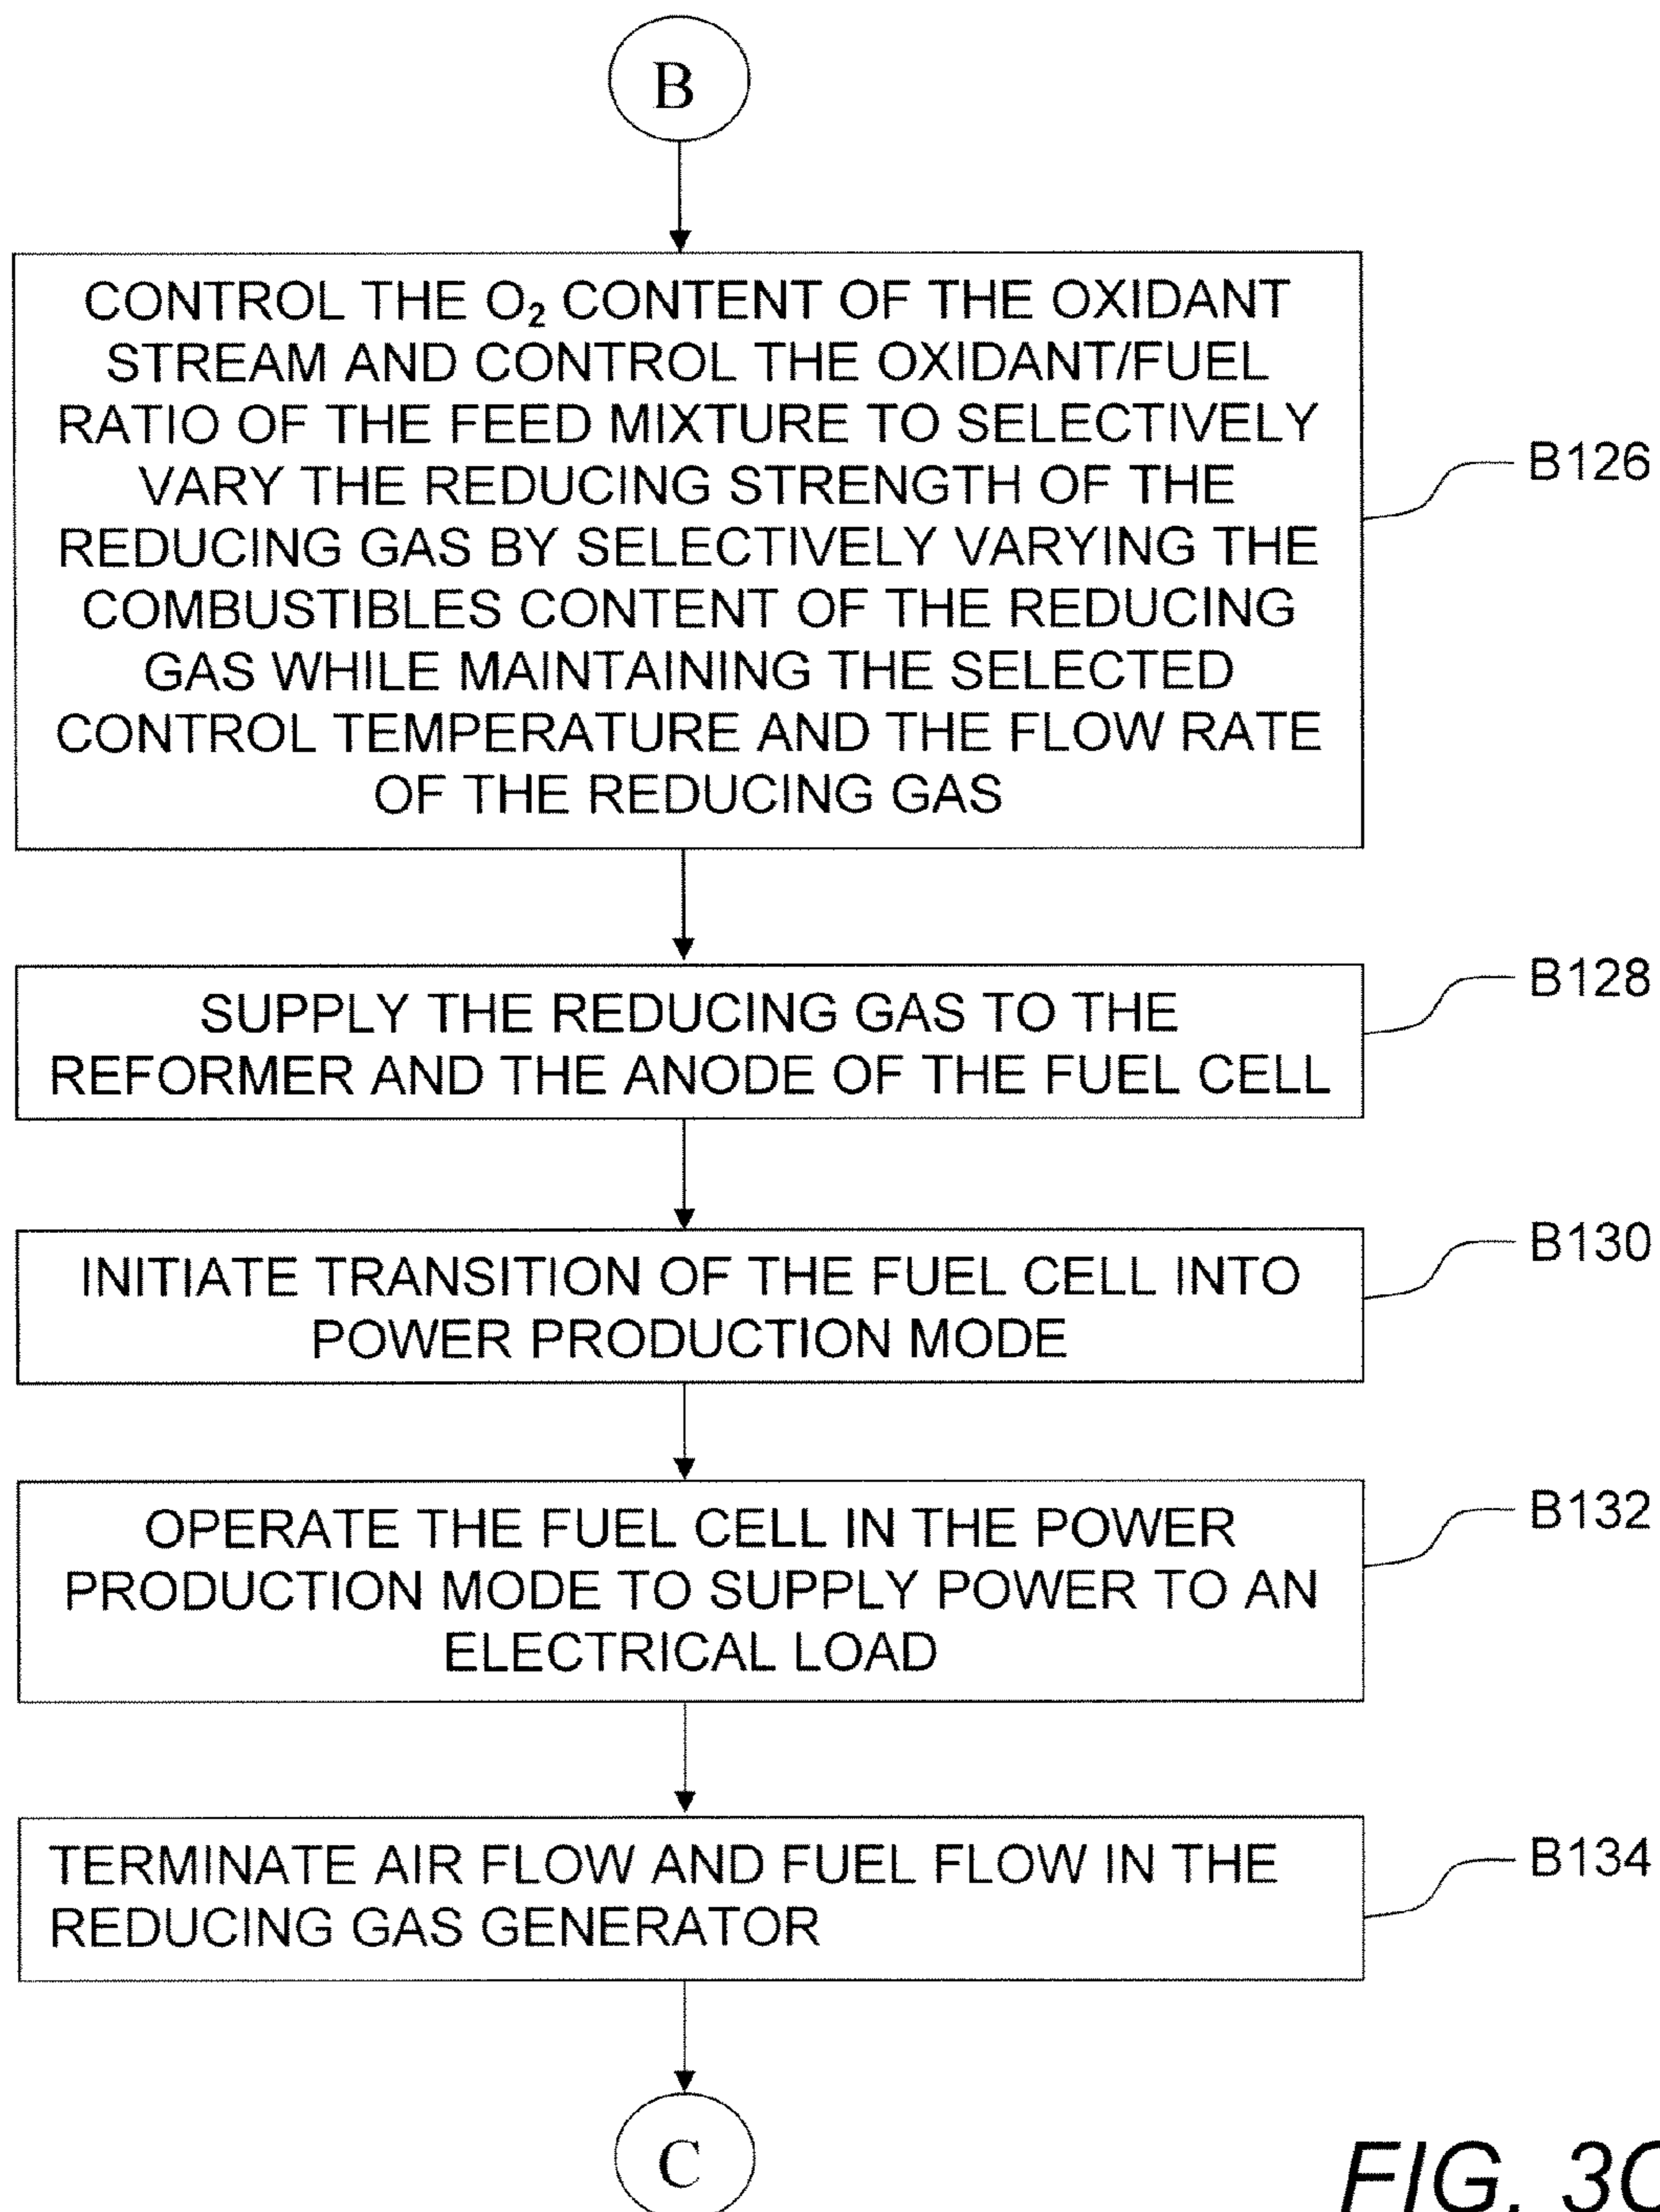 B
CONTROL THE O₂ CONTENT OF THE OXIDANT
STREAM AND CONTROL THE OXIDANT/FUEL
RATIO OF THE FEED MIXTURE TO SELECTIVELY
VARY THE REDUCING STRENGTH OF THE
REDUCING GAS BY SELECTIVELY VARYING THE
COMBUSTIBLES CONTENT OF THE REDUCING
GAS WHILE MAINTAINING THE SELECTED
CONTROL TEMPERATURE AND THE FLOW RATE
OF THE REDUCING GAS
B126
SUPPLY THE REDUCING GAS TO THE
REFORMER AND THE ANODE OF THE FUEL CELL
B128
INITIATE TRANSITION OF THE FUEL CELL INTO
POWER PRODUCTION MODE
B130
OPERATE THE FUEL CELL IN THE POWER
PRODUCTION MODE TO SUPPLY POWER TO AN
ELECTRICAL LOAD
B132
TERMINATE AIR FLOW AND FUEL FLOW IN THE
REDUCING GAS GENERATOR
B134
C
FIG.